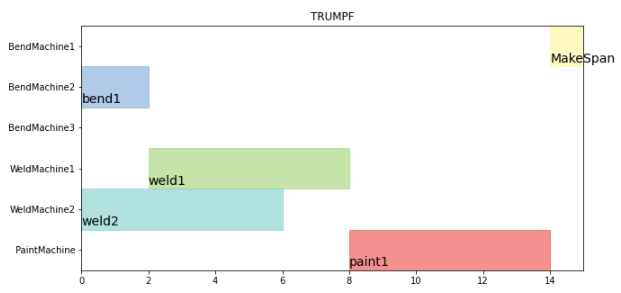 TRUMPF
BendMachine1
MakeSpan
BendMachine2
bend1
BendMachine3
WeldMachine1
weld1
WeldMachine2
weld2
PaintMachine
paint1
0 2 4 6 8 10 12 14